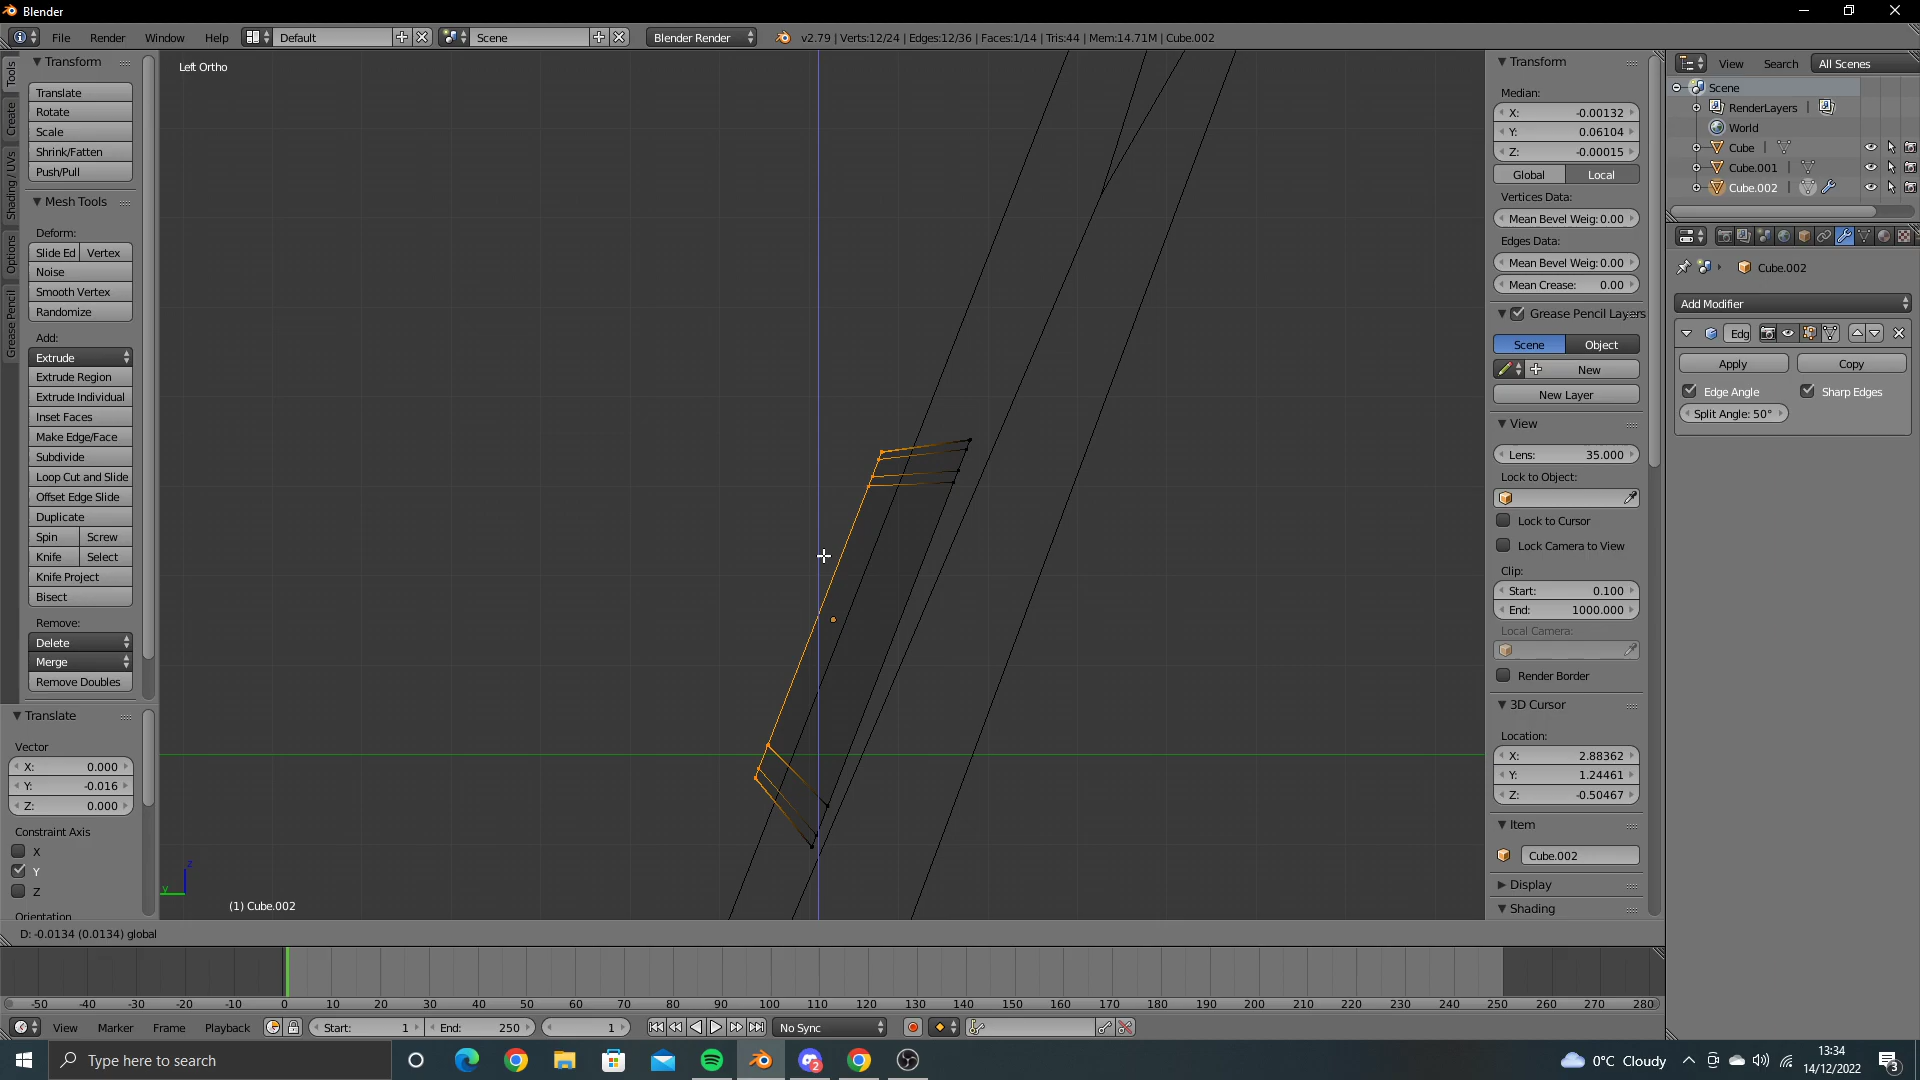 Blender
File Render Window Help Default Scene Blender Render v2.79 | Verts:12/24 | Edges:12/36 | Faces:1/14 | Tris:44 | Mem:14.71M | Cube.002
Tools
Create
Shading / UVs
Options
Grease Pencil
Transform
Translate
Rotate
Scale
Shrink/Fatten
Push/Pull
Mesh Tools
Deform:
Slide Ed Vertex
Noise
Smooth Vertex
Randomize
Add:
Extrude
Extrude Region
Extrude Individual
Inset Faces
Make Edge/Face
Subdivide
Loop Cut and Slide
Offset Edge Slide
Duplicate
Spin Screw
Knife Select
Knife Project
Bisect
Remove:
Delete
Merge
Remove Doubles
Translate
Vector
X: 0.000
Y: -0.016
Z: 0.000
Constraint Axis
X
Y
Z
Orientation
Left Ortho
z
y
(1) Cube.002
D: -0.0134 (0.0134) global
Transform
Median:
X: -0.00132
Y: 0.06104
Z: -0.00015
Global Local
Vertices Data:
Mean Bevel Weig: 0.00
Edges Data:
Mean Bevel Weig: 0.00
Mean Crease: 0.00
Grease Pencil Layers
Scene Object
New
New Layer
View
Lens: 35.000
Lock to Object:
Lock to Cursor
Lock Camera to View
Clip:
Start: 0.100
End: 1000.000
Local Camera:
Render Border
3D Cursor
Location:
X: 2.88362
Y: 1.24461
Z: -0.50467
Item
Cube.002
Display
Shading
View Search All Scenes
Scene
RenderLayers
World
Cube
Cube.001
Cube.002
Cube.002
Add Modifier
Edg
Apply Copy
Edge Angle Sharp Edges
Split Angle: 50°
-50 -40 -30 -20 -10 0 10 20 30 40 50 60 70 80 90 100 110 120 130 140 150 160 170 180 190 200 210 220 230 240 250 260 270 280
View Marker Frame Playback Start: 1 End: 250 1 No Sync
Type here to search
2
0°C Cloudy
13:34
14/12/2022
3